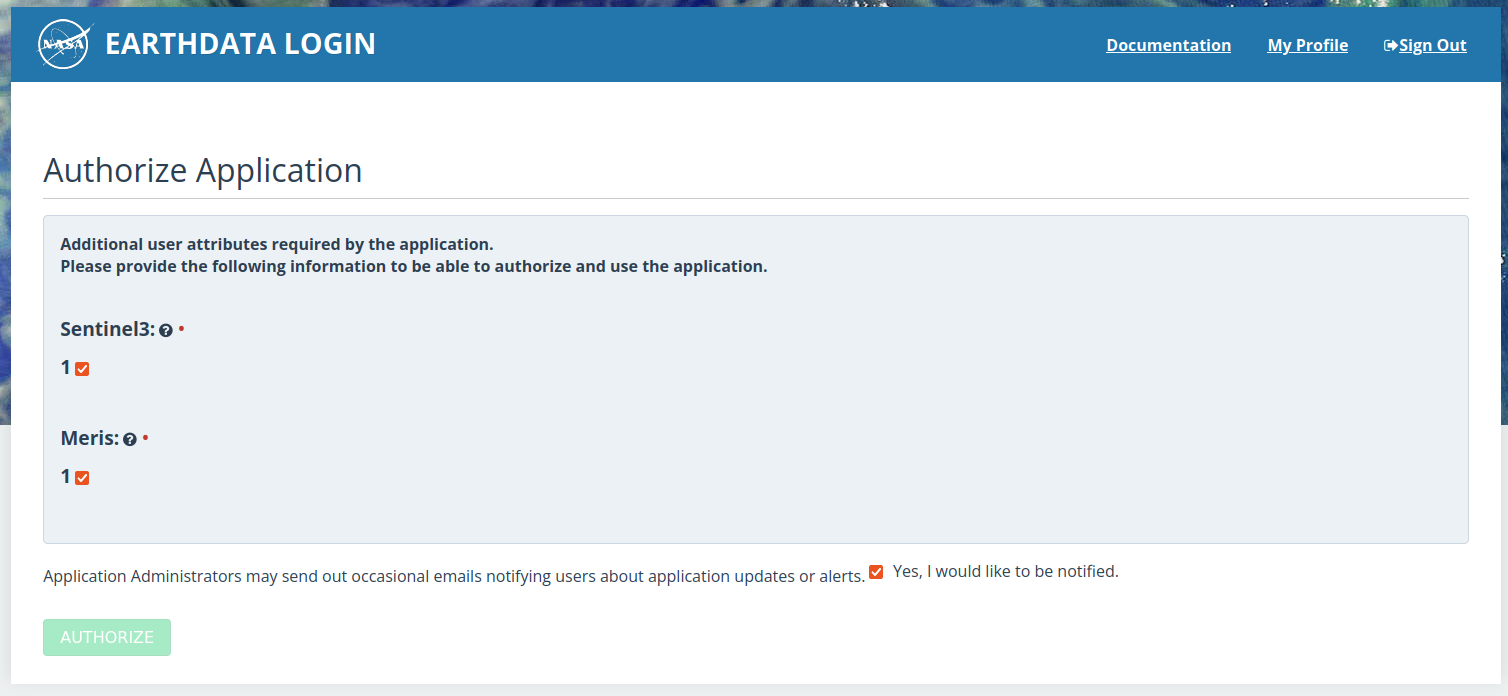 NASA EARTHDATA LOGIN Documentation My Profile Sign Out
Authorize Application
Additional user attributes required by the application.
Please provide the following information to be able to authorize and use the application.
Sentinel3: ? •
1
Meris: ? •
1
Application Administrators may send out occasional emails notifying users about application updates or alerts. Yes, I would like to be notified.
AUTHORIZE